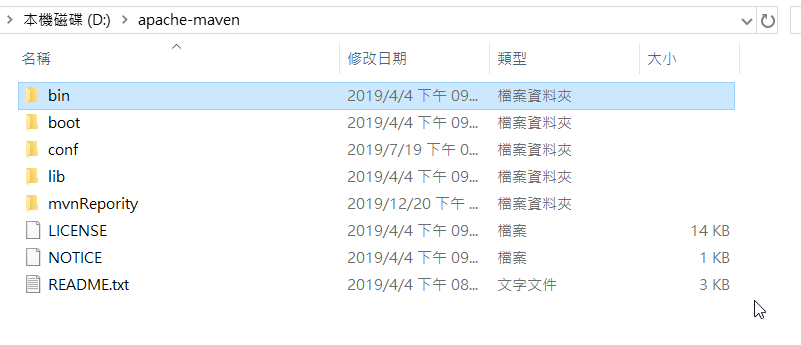 本機磁碟 (D:) > apache-maven
名稱 修改日期 類型 大小
bin 2019/4/4 下午 09... 檔案資料夾
boot 2019/4/4 下午 09... 檔案資料夾
conf 2019/7/19 下午 0... 檔案資料夾
lib 2019/4/4 下午 09... 檔案資料夾
mvnRepority 2019/12/20 下午 ... 檔案資料夾
LICENSE 2019/4/4 下午 09... 檔案 14 KB
NOTICE 2019/4/4 下午 09... 檔案 1 KB
README.txt 2019/4/4 下午 08... 文字文件 3 KB